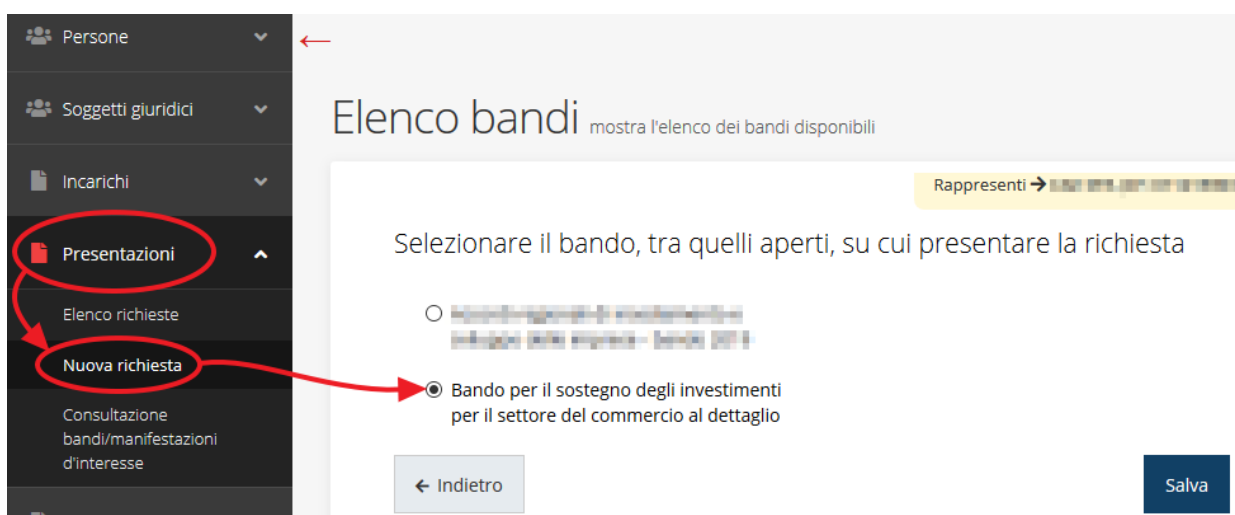 Persone
Soggetti giuridici
Incarichi
Presentazioni
Elenco richieste
Nuova richiesta
Consultazione
bandi/manifestazioni
d'interesse
Elenco bandi mostra l'elenco dei bandi disponibili
Rappresenti
Selezionare il bando, tra quelli aperti, su cui presentare la richiesta
Bando per il sostegno degli investimenti
per il settore del commercio al dettaglio
Indietro
Salva